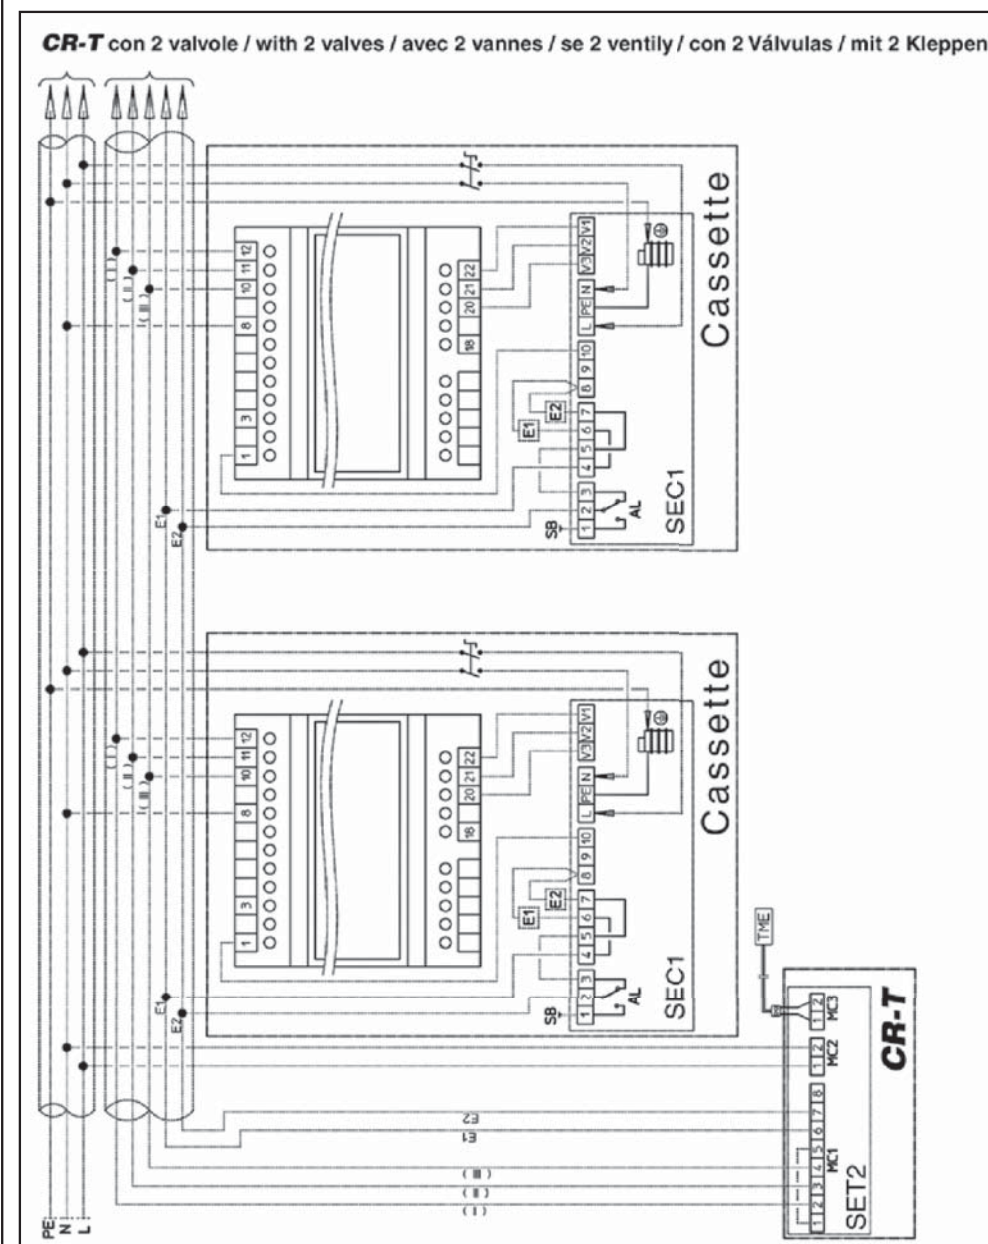 CR-T con 2 valvole / with 2 valves / avec 2 vannes / se 2 ventily / con 2 Válvulas / mit 2 Kleppen
( I )
( II )
( III )
12
11
10
8
3
1
22
21
20
18
V1
V2
V3
N
PE
L
10
9
8
7
6
5
4
3
2
1
E1
E2
E1
E2
SB
AL
SEC1
Cassette
( I )
( II )
( III )
12
11
10
8
3
1
22
21
20
18
V1
V2
V3
N
PE
L
10
9
8
7
6
5
4
3
2
1
E1
E2
E1
E2
SB
AL
SEC1
Cassette
TME
E2
E1
( III )
( II )
( I )
1 2
MC3
1 2
MC2
1 2 3 4 5 6 7 8
MC1
SET2
CR-T
PE
N
L